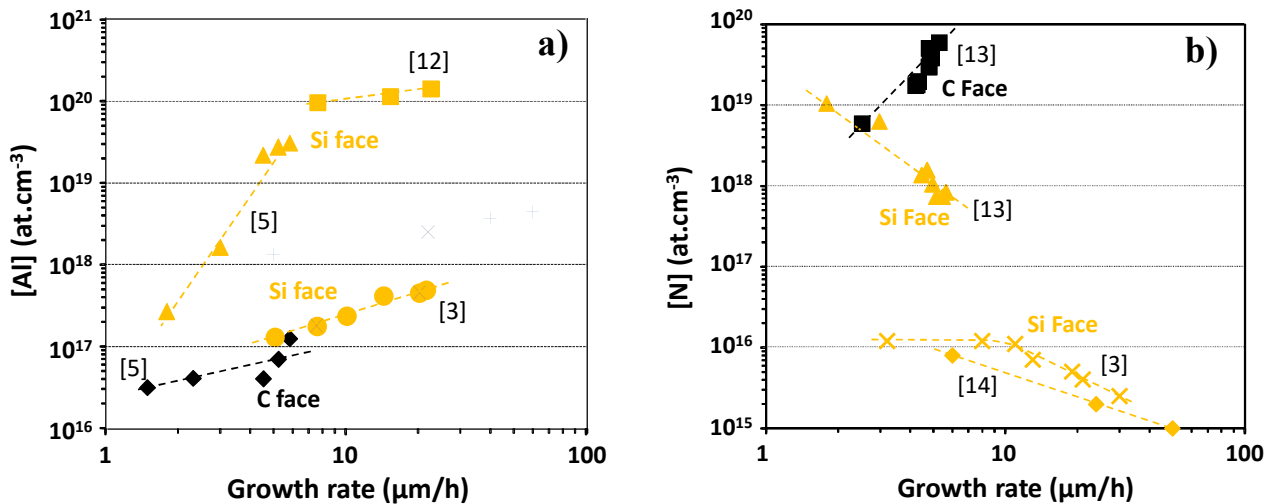 a)
[Al] (at.cm⁻³)
10²¹
10²⁰
10¹⁹
10¹⁸
10¹⁷
10¹⁶
[12]
Si face
[5]
Si face
[3]
[5]
C face
1
10
100
Growth rate (µm/h)
b)
[N] (at.cm⁻³)
10²⁰
10¹⁹
10¹⁸
10¹⁷
10¹⁶
10¹⁵
[13]
C Face
Si Face
[13]
Si Face
[3]
[14]
1
10
100
Growth rate (µm/h)